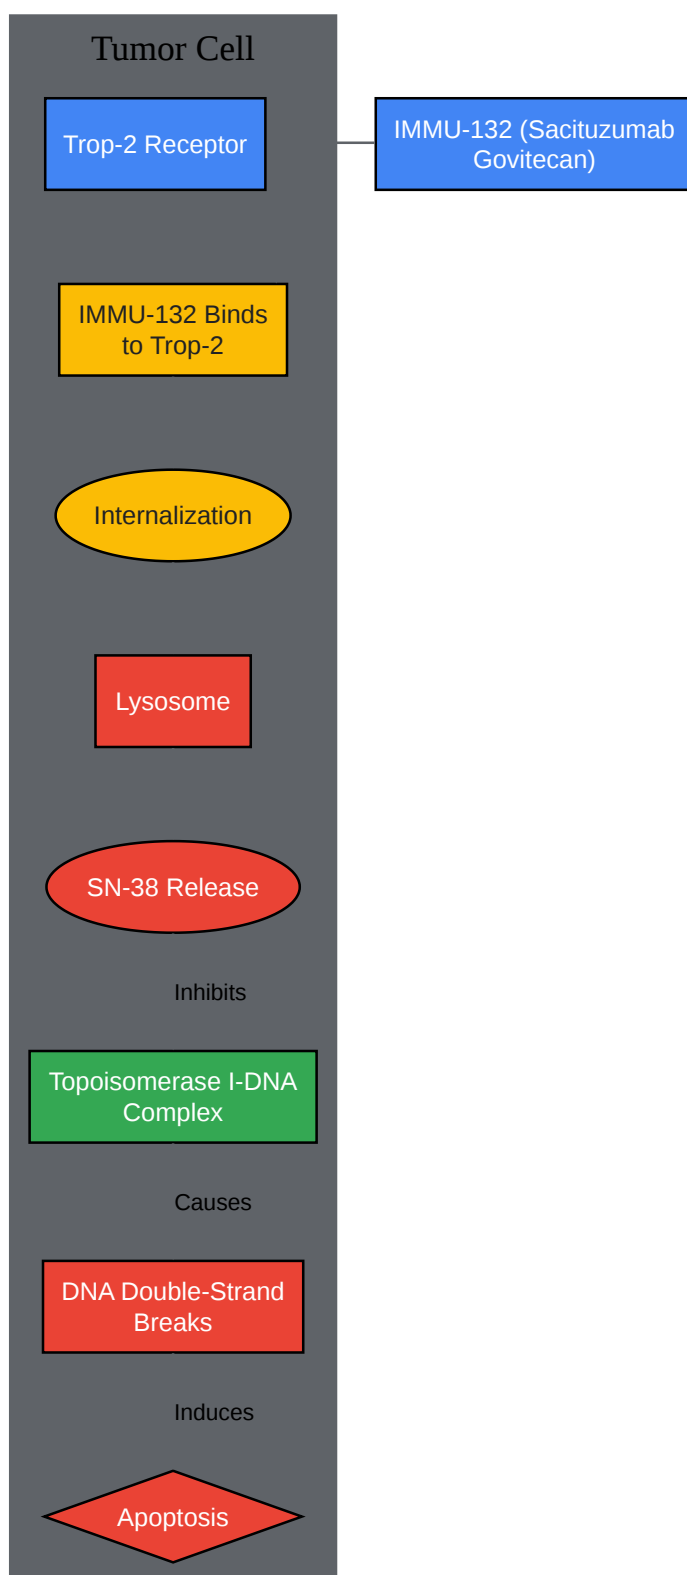 Tumor Cell
Trop-2 Receptor
IMMU-132 (Sacituzumab
Govitecan)
IMMU-132 Binds
to Trop-2
Internalization
Lysosome
SN-38 Release
Inhibits
Topoisomerase I-DNA
Complex
Causes
DNA Double-Strand
Breaks
Induces
Apoptosis